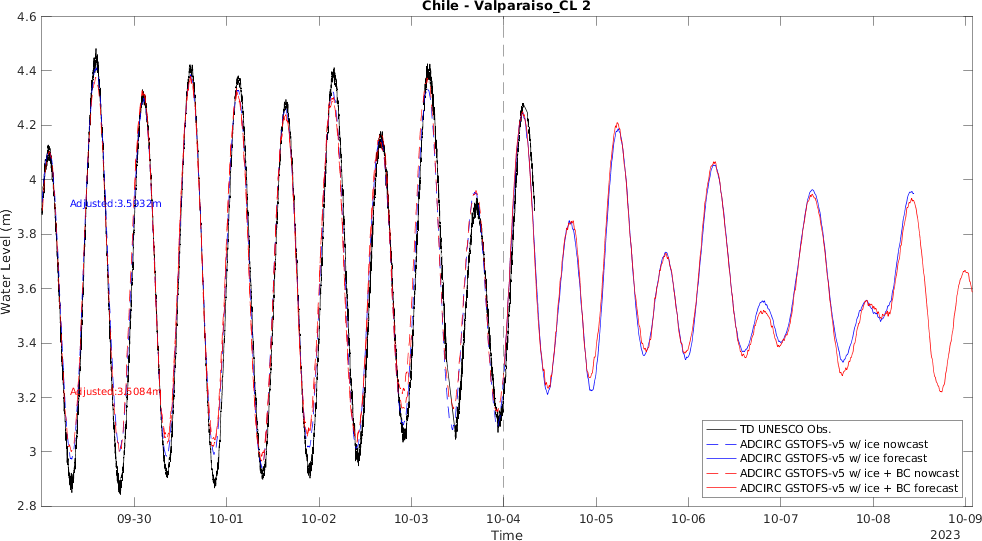 Chile - Valparaiso_CL 2
4.6
4.4
4.2
4
3.8
3.6
3.4
3.2
3
2.8
Water Level (m)
Adjusted:3.5932m
Adjusted:3.5084m
TD UNESCO Obs.
ADCIRC GSTOFS-v5 w/ ice nowcast
ADCIRC GSTOFS-v5 w/ ice forecast
ADCIRC GSTOFS-v5 w/ ice + BC nowcast
ADCIRC GSTOFS-v5 w/ ice + BC forecast
09-30 10-01 10-02 10-03 10-04 10-05 10-06 10-07 10-08 10-09
Time
2023